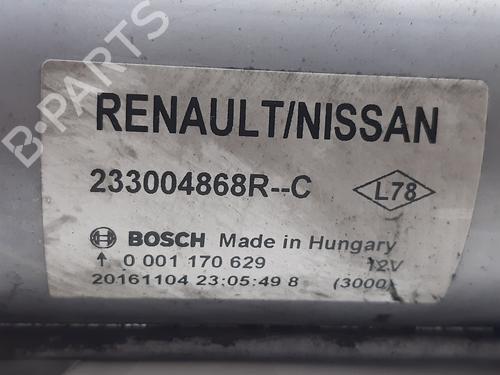 B-PARTS
RENAULT/NISSAN
233004868R--C
L78
BOSCH Made in Hungary
0 001 170 629 12V
20161104 23:05:49 8 (3000)